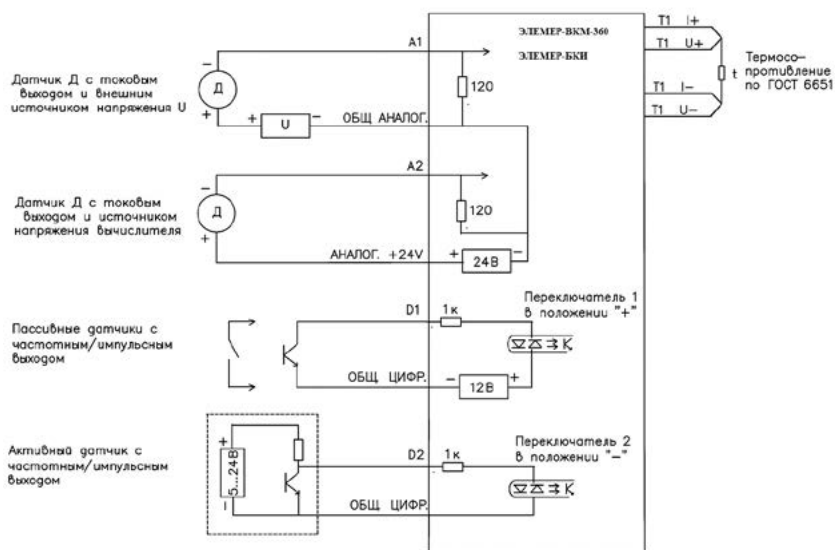 ЭЛЕМЕР-ВКМ-360
ЭЛЕМЕР-БКИ
Датчик Д с токовым
выходом и внешним
источником напряжения U
−
Д
+
+ U −
A1
120
ОБЩ АНАЛОГ.
T1 I+
T1 U+
T1 I−
T1 U−
t
Термосо−
противление
по ГОСТ 6651
Датчик Д с токовым
выходом и источником
напряжения вычислителя
−
Д
+
A2
120
АНАЛОГ. +24V
+ 24В −
Пассивные датчики с
частотным/импульсным
выходом
D1
1к
ОБЩ. ЦИФР.
− 12В +
Переключатель 1
в положении "+"
Активный датчик с
частотным/импульсным
выходом
+
5...24В
−
D2
1к
ОБЩ. ЦИФР.
Переключатель 2
в положении "−"